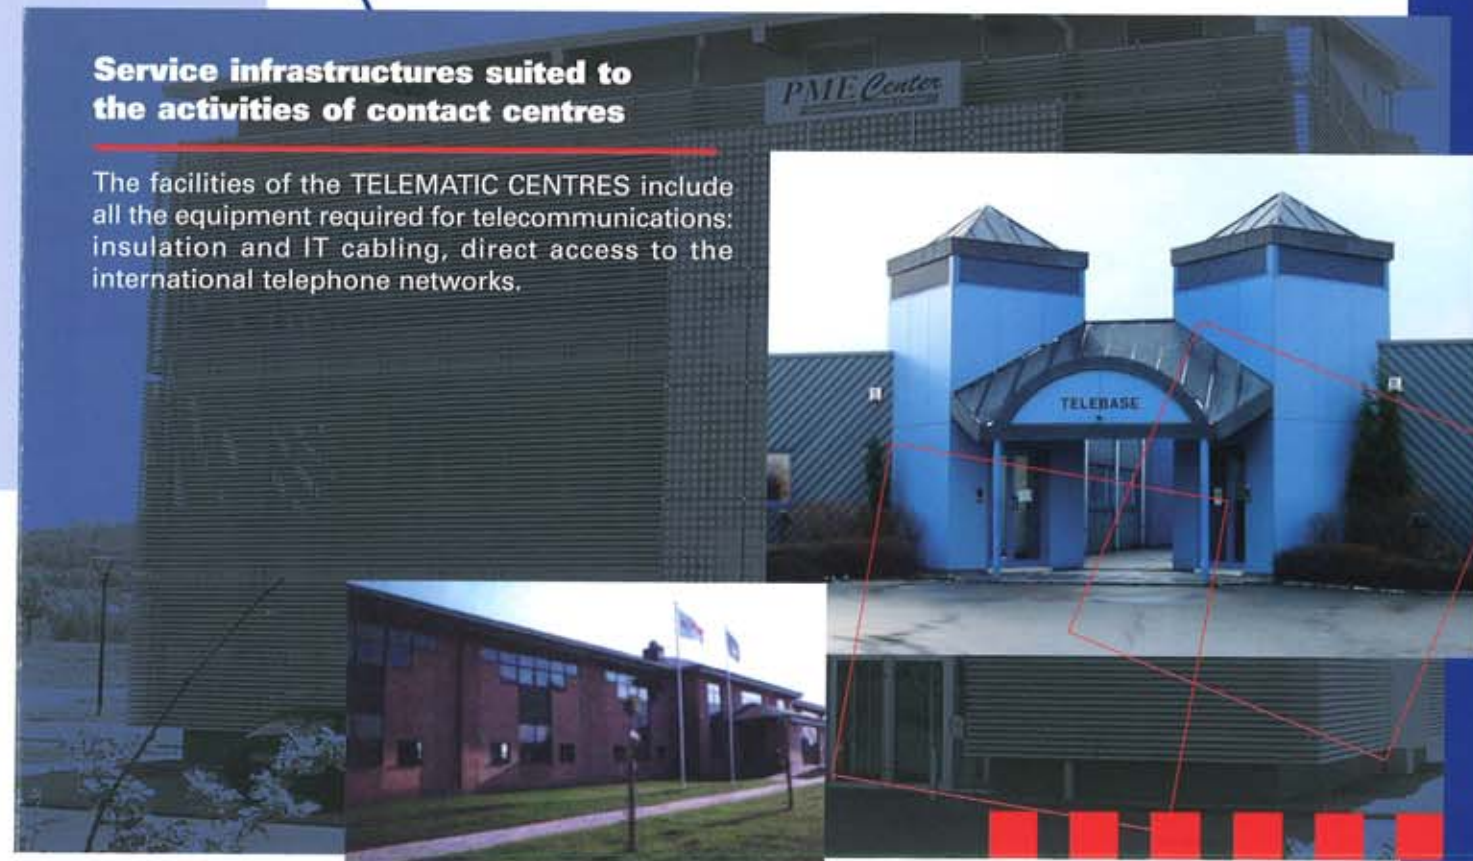 Service infrastructures suited to
the activities of contact centres
PME Center
The facilities of the TELEMATIC CENTRES include
all the equipment required for telecommunications:
insulation and IT cabling, direct access to the
international telephone networks.
TELEBASE